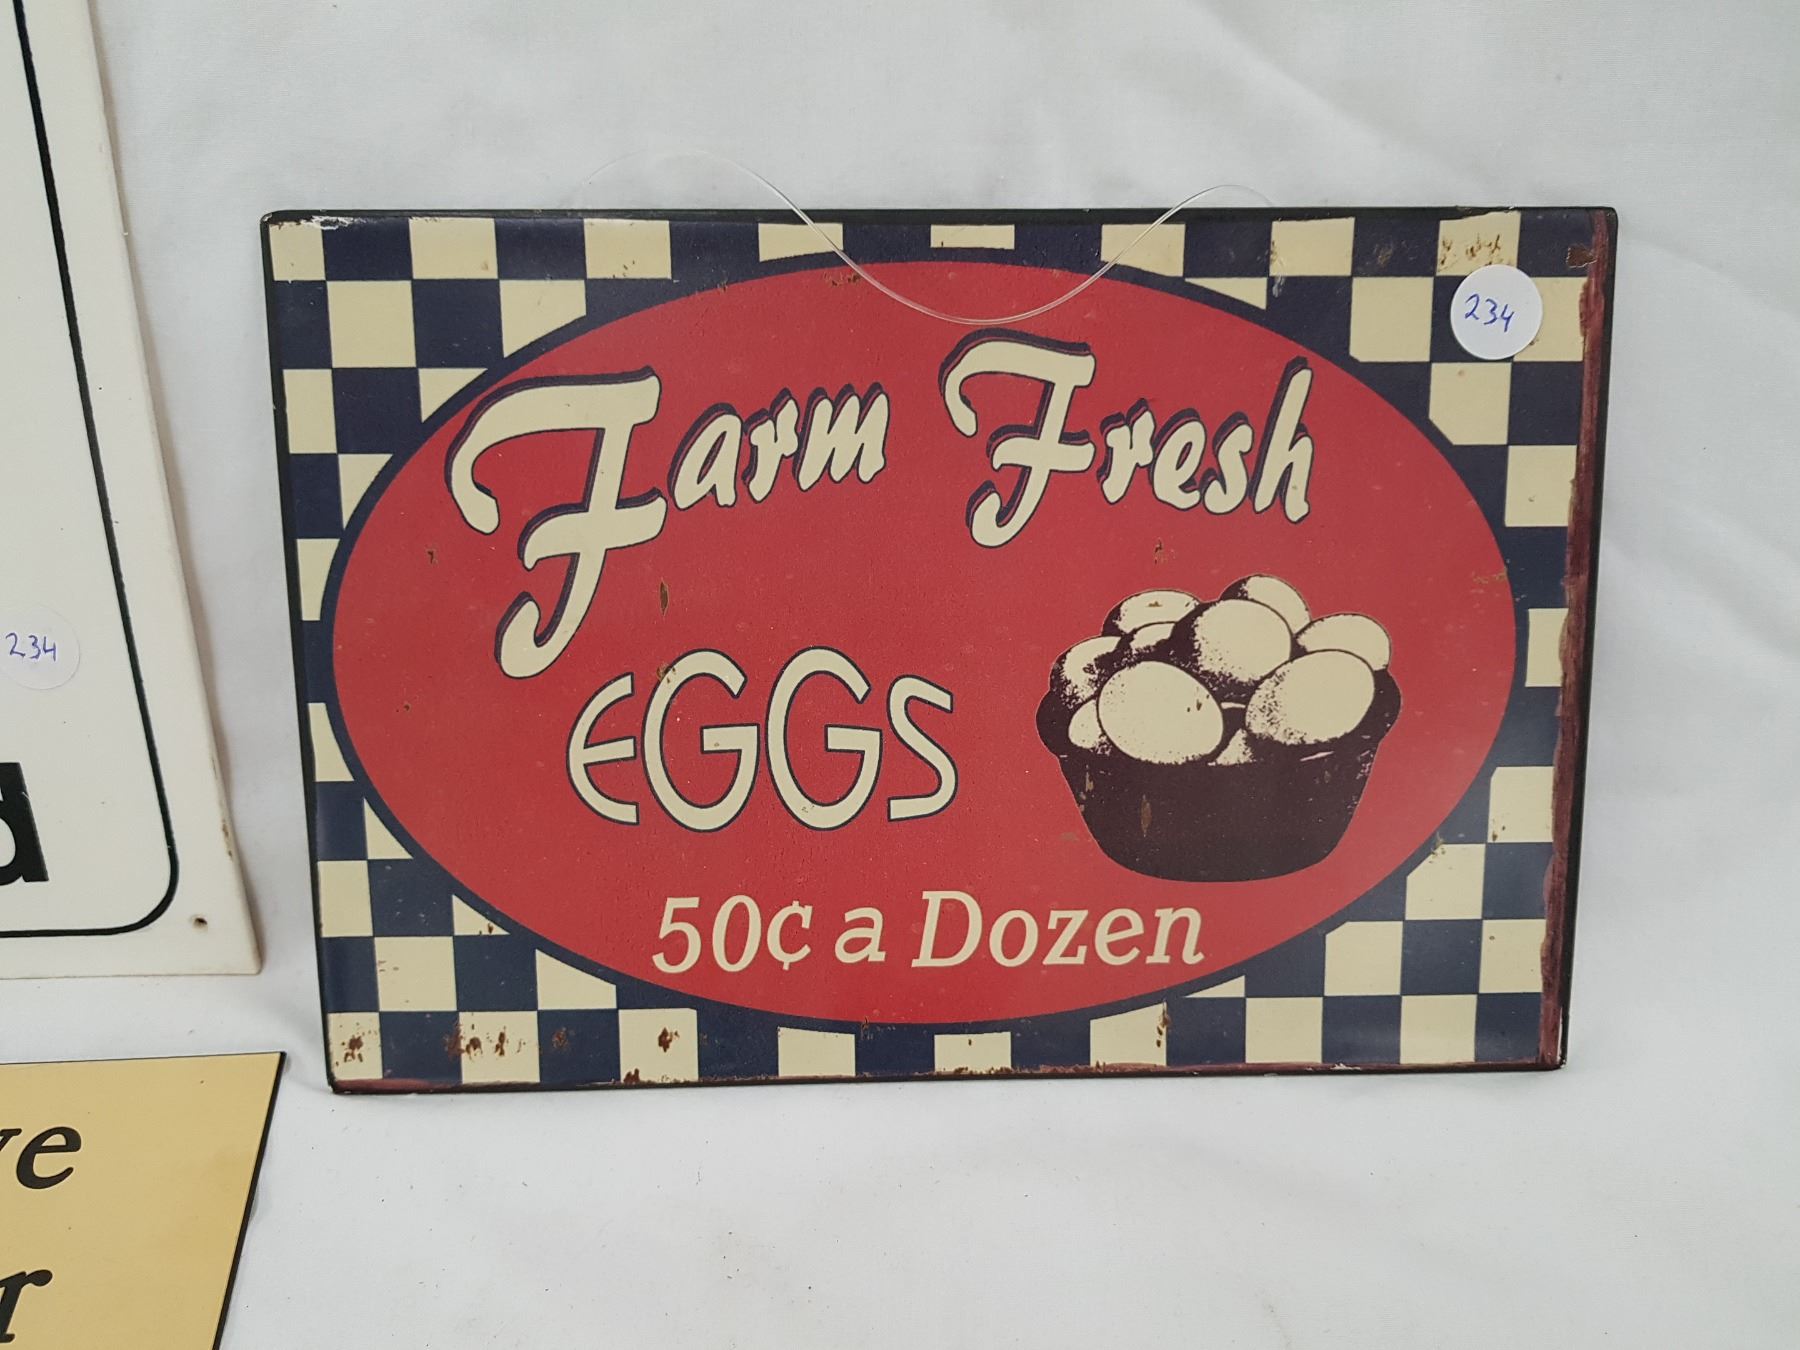 Farm Fresh
EGGS
50¢ a Dozen
234
234
d
ve
r